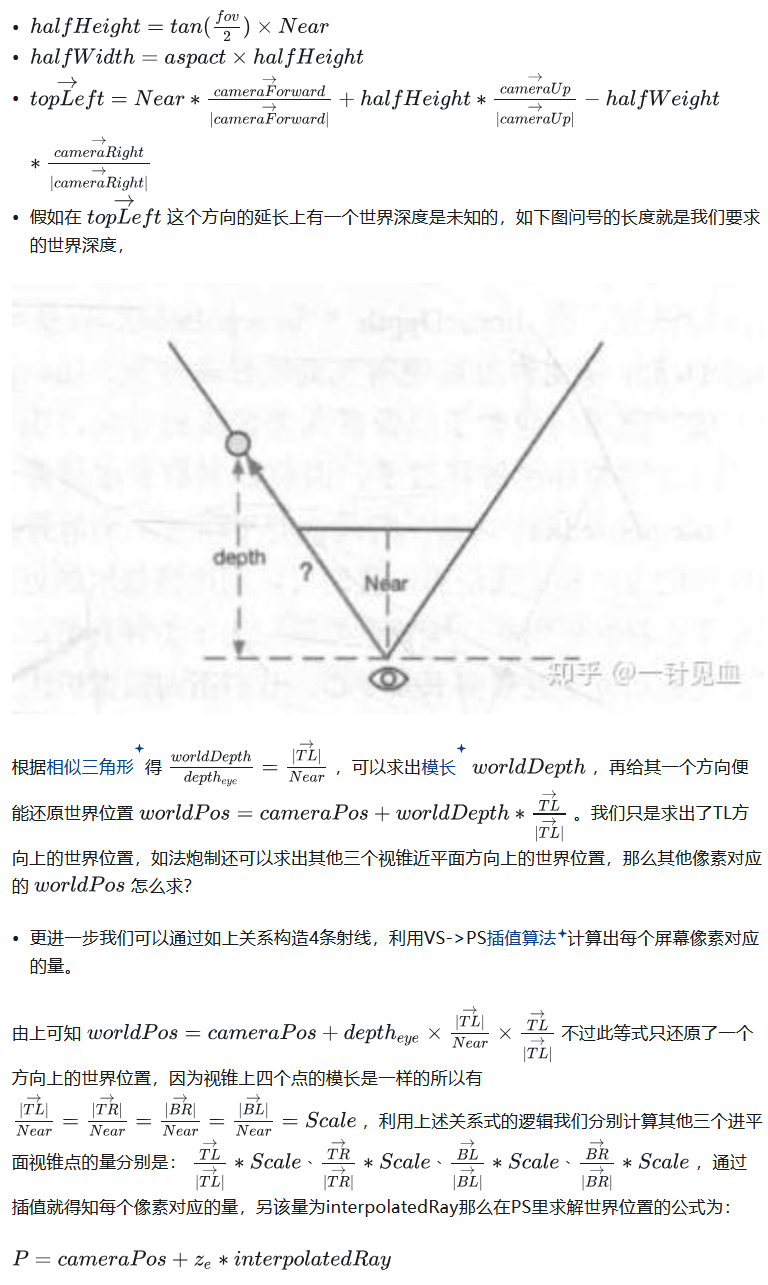 • halfHeight = tan(fov/2) × Near
• halfWidth = aspact × halfHeight
• \overrightarrow{topLeft} = Near * \frac{\overrightarrow{cameraForward}}{|\overrightarrow{cameraForward}|} + halfHeight * \frac{\overrightarrow{cameraUp}}{|\overrightarrow{cameraUp}|} - halfWeight
* \frac{\overrightarrow{cameraRight}}{|\overrightarrow{cameraRight}|}
• 假如在 \overrightarrow{topLeft} 这个方向的延长上有一个世界深度是未知的，如下图问号的长度就是我们要求
的世界深度，
depth
?
Near
知乎 @一针见血
根据相似三角形得 \frac{worldDepth}{depth_{eye}} = \frac{|\overrightarrow{TL}|}{Near} ，可以求出模长 worldDepth ，再给其一个方向便
能还原世界位置 worldPos = cameraPos + worldDepth * \frac{\overrightarrow{TL}}{|\overrightarrow{TL}|} 。我们只是求出了TL方
向上的世界位置，如法炮制还可以求出其他三个视锥近平面方向上的世界位置，那么其他像素对应
的 worldPos 怎么求？
• 更进一步我们可以通过如上关系构造4条射线，利用VS->PS插值算法计算出每个屏幕像素对应
的量。
由上可知 worldPos = cameraPos + depth_{eye} × \frac{|\overrightarrow{TL}|}{Near} × \frac{\overrightarrow{TL}}{|\overrightarrow{TL}|} 不过此等式只还原了一个
方向上的世界位置，因为视锥上四个点的模长是一样的所以有
\frac{|\overrightarrow{TL}|}{Near} = \frac{|\overrightarrow{TR}|}{Near} = \frac{|\overrightarrow{BR}|}{Near} = \frac{|\overrightarrow{BL}|}{Near} = Scale ，利用上述关系式的逻辑我们分别计算其他三个进平
面视锥点的量分别是： \frac{\overrightarrow{TL}}{|\overrightarrow{TL}|} * Scale 、 \frac{\overrightarrow{TR}}{|\overrightarrow{TR}|} * Scale 、 \frac{\overrightarrow{BL}}{|\overrightarrow{BL}|} * Scale 、 \frac{\overrightarrow{BR}}{|\overrightarrow{BR}|} * Scale ，通过
插值就得知每个像素对应的量，另该量为interpolatedRay那么在PS里求解世界位置的公式为：
P = cameraPos + z_e * interpolatedRay